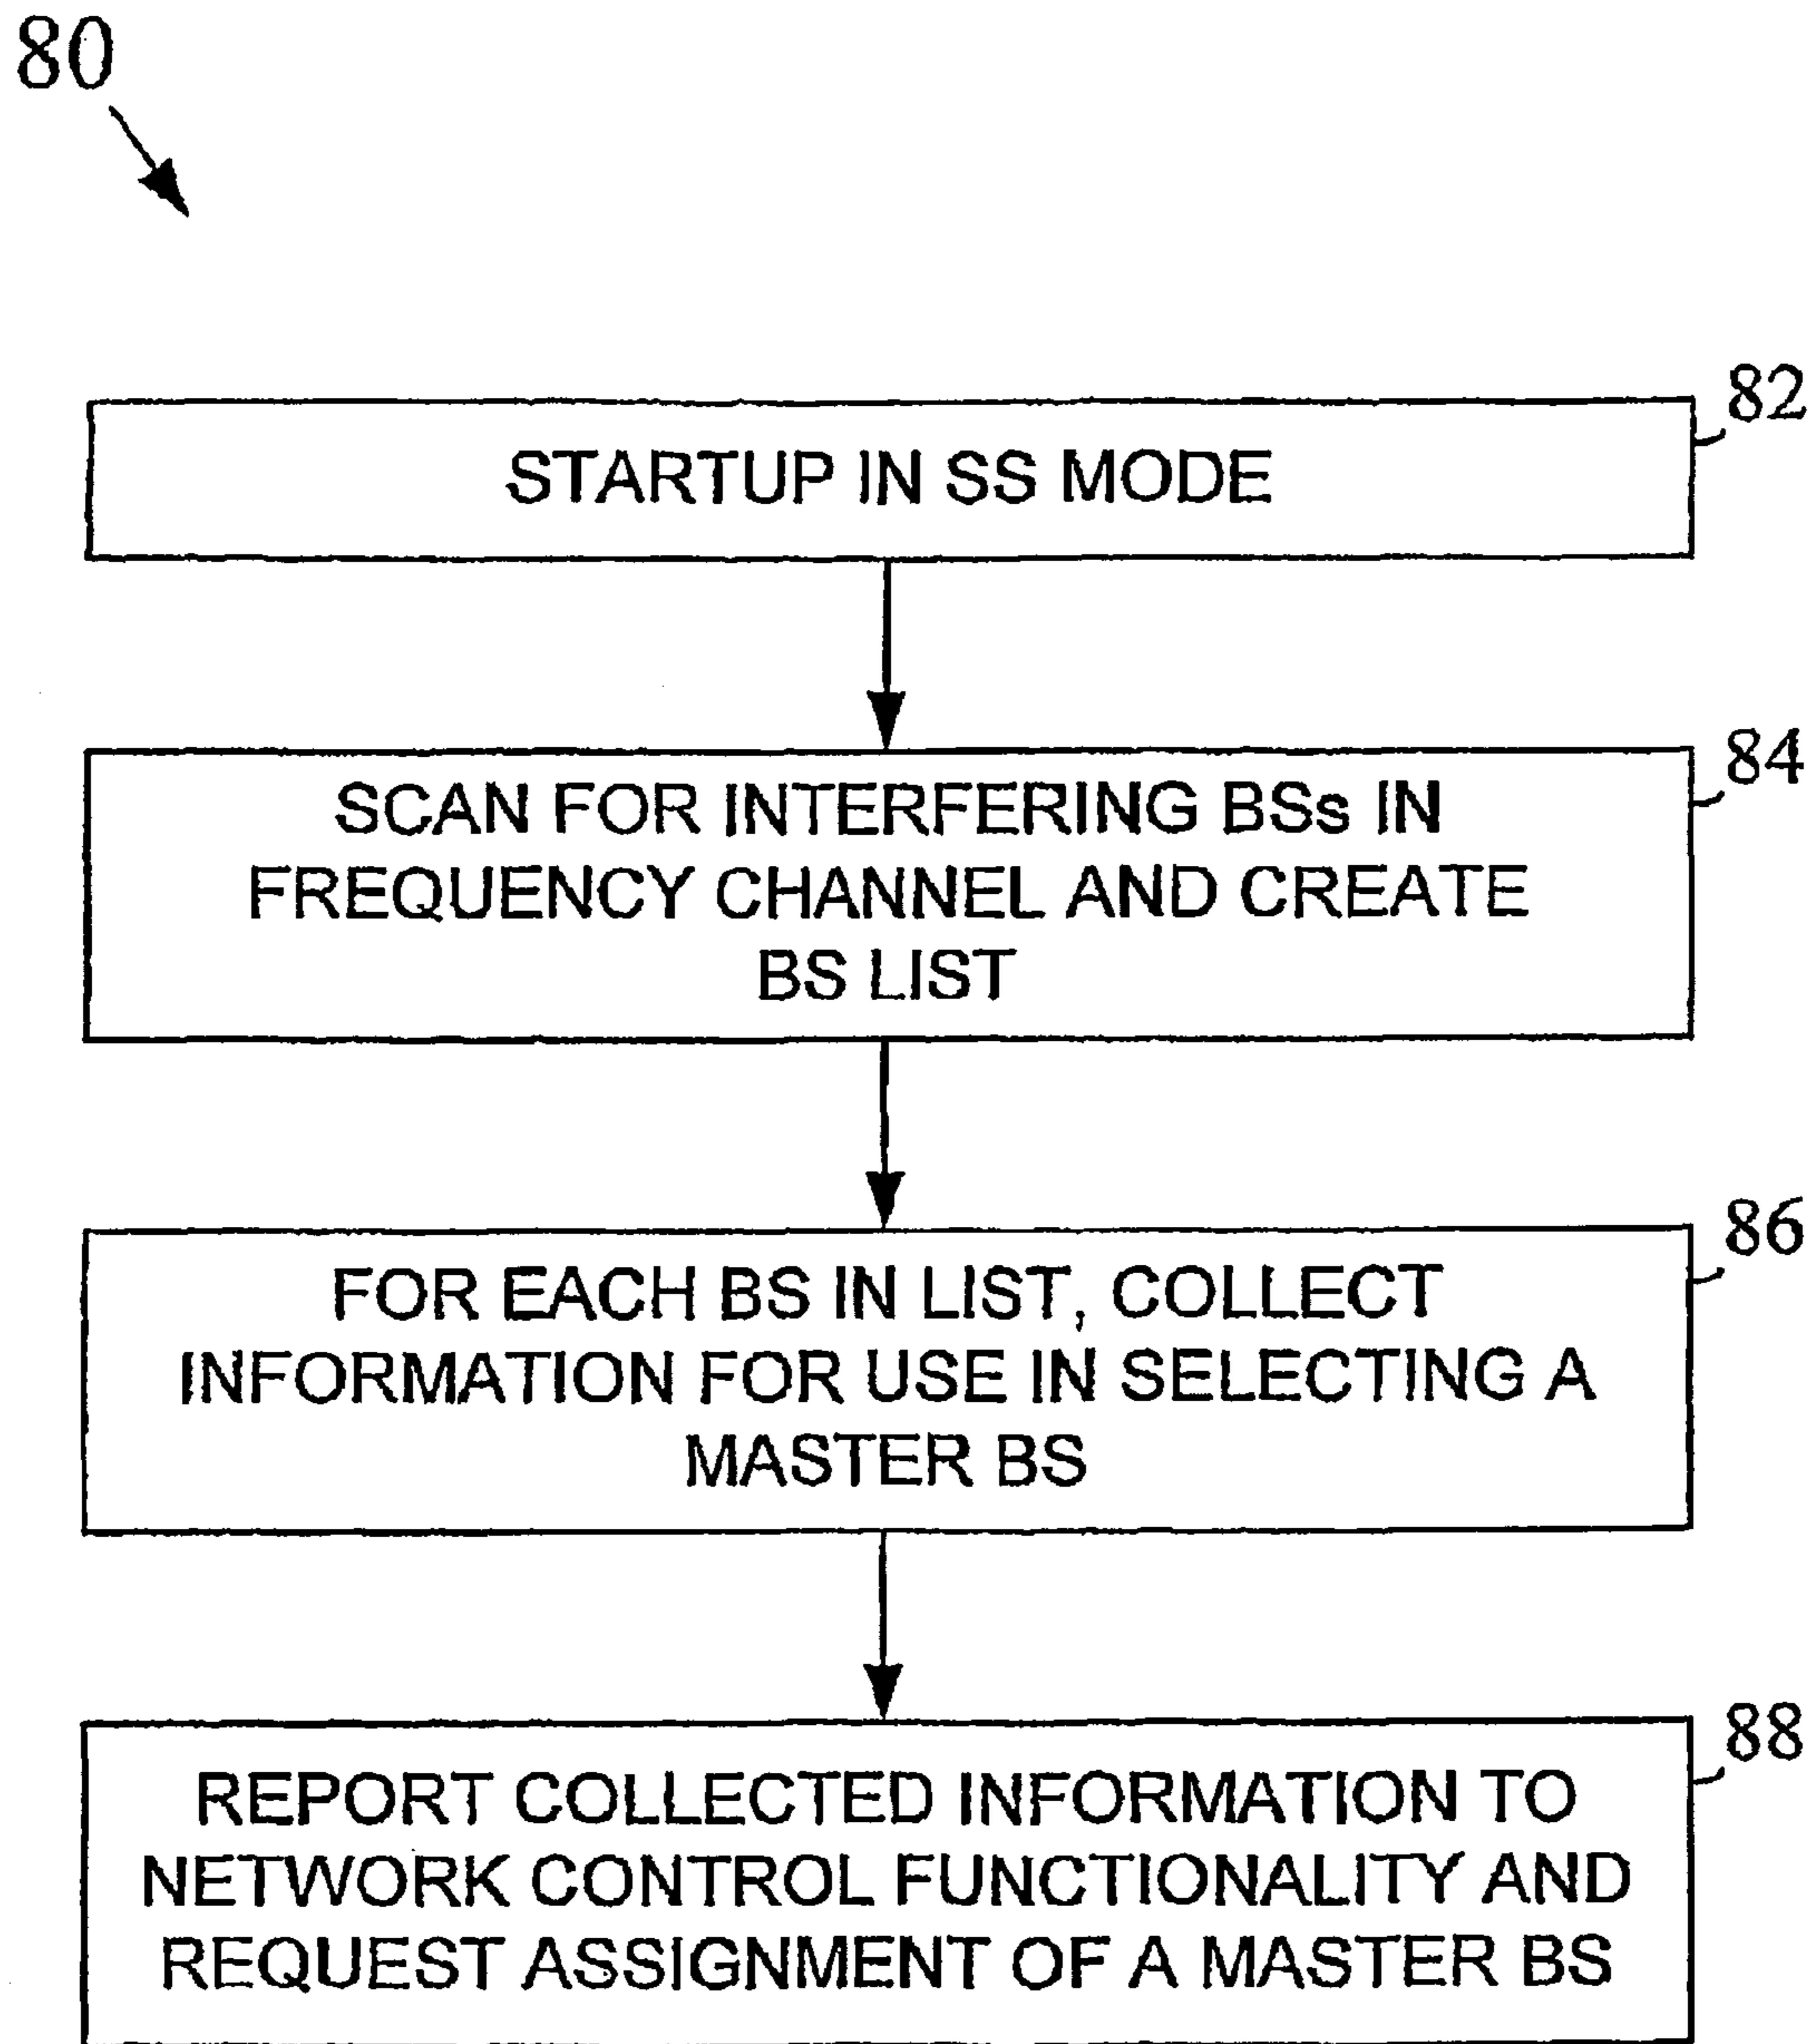 80
82
STARTUP IN SS MODE
84
SCAN FOR INTERFERING BSs IN
FREQUENCY CHANNEL AND CREATE
BS LIST
86
FOR EACH BS IN LIST, COLLECT
INFORMATION FOR USE IN SELECTING A
MASTER BS
88
REPORT COLLECTED INFORMATION TO
NETWORK CONTROL FUNCTIONALITY AND
REQUEST ASSIGNMENT OF A MASTER BS